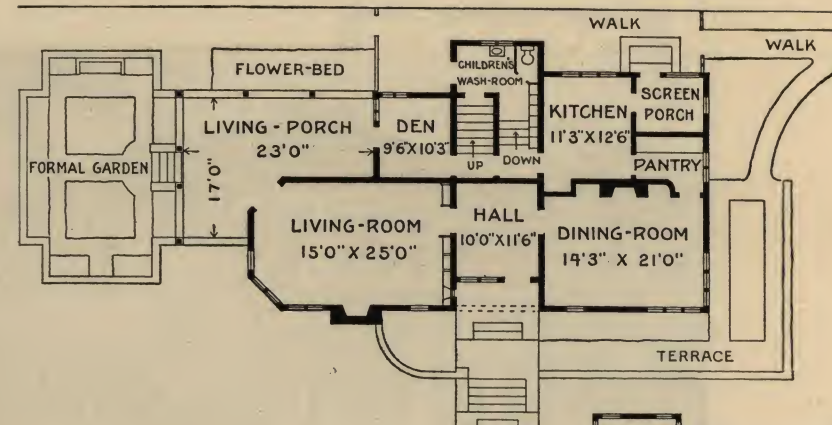 WALK
WALK
FLOWER-BED
CHILDREN'S
WASH-ROOM
SCREEN
PORCH
KITCHEN
11'3"X12'6"
LIVING-PORCH
23'0"
17'0"
DEN
9'6"X10'3"
UP
DOWN
PANTRY
FORMAL GARDEN
LIVING-ROOM
15'0" X 25'0"
HALL
10'0"X11'6"
DINING-ROOM
14'3" X 21'0"
TERRACE